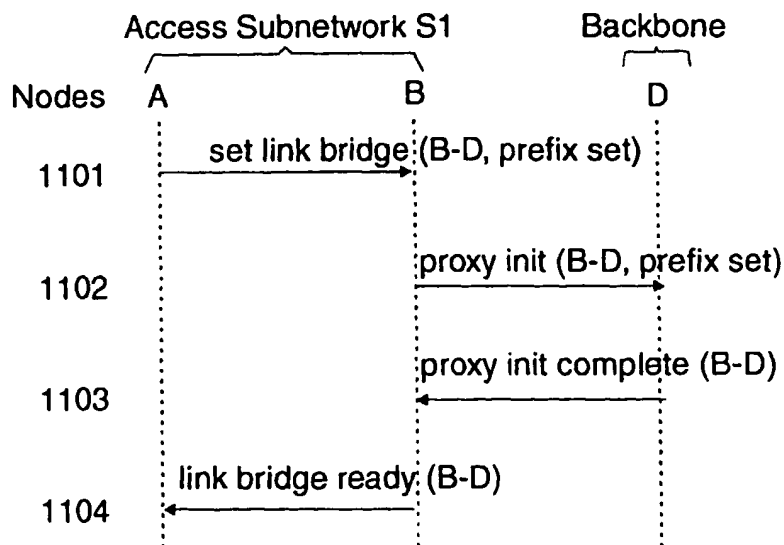 Access Subnetwork S1 Backbone
Nodes A B D
set link bridge (B-D, prefix set)
1101
proxy init (B-D, prefix set)
1102
proxy init complete (B-D)
1103
link bridge ready (B-D)
1104